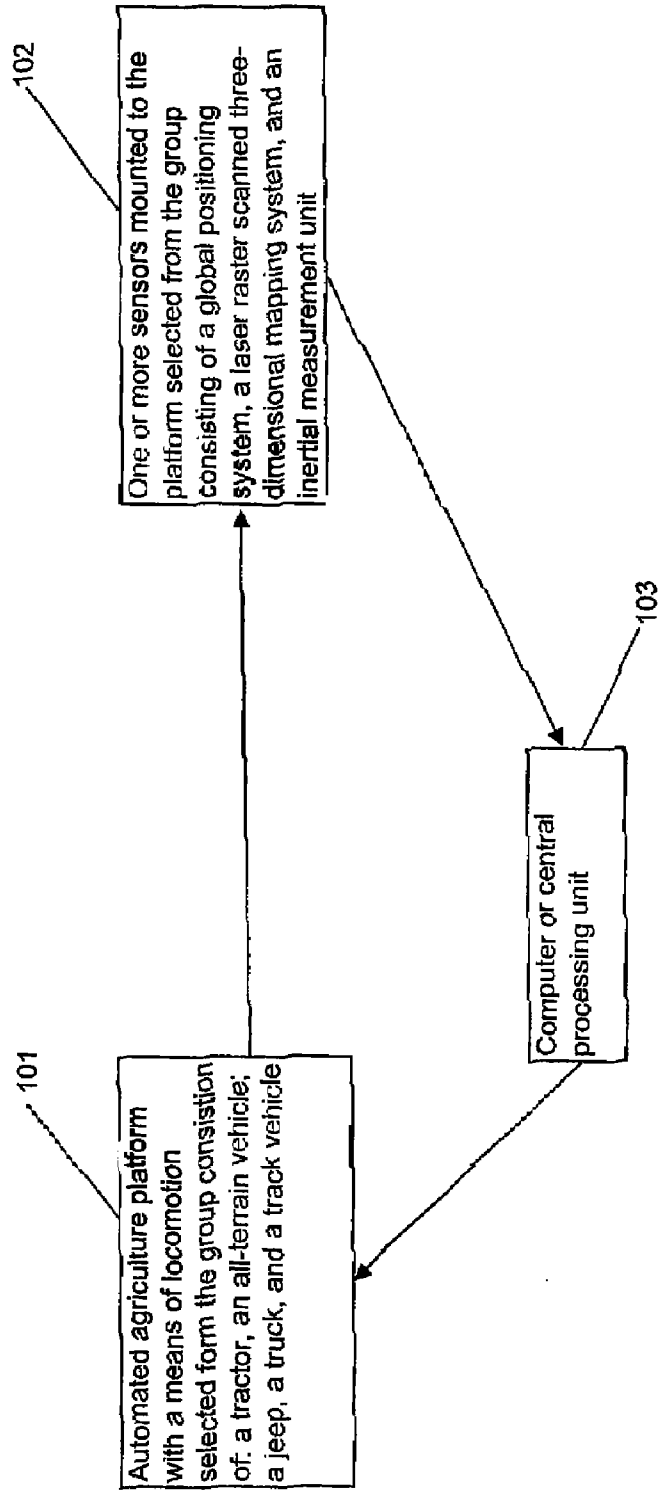 101
Automated agriculture platform
with a means of locomotion
selected form the group consistion
of: a tractor, an all-terrain vehicle;
a jeep, a truck, and a track vehicle
102
One or more sensors mounted to the
platform selected from the group
consisting of a global positioning
system, a laser raster scanned three-
dimensional mapping system, and an
inertial measurement unit
Computer or central
processing unit
103